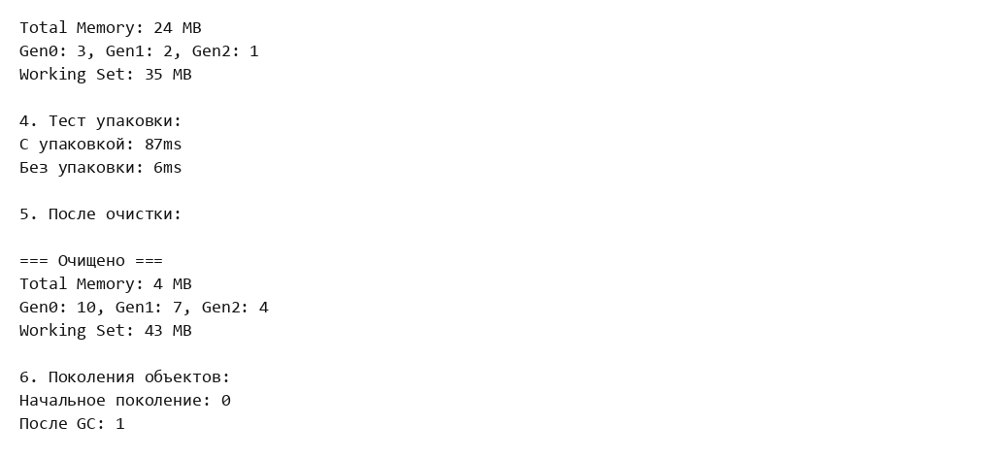 Total Memory: 24 MB
Gen0: 3, Gen1: 2, Gen2: 1
Working Set: 35 MB
4. Тест упаковки:
С упаковкой: 87ms
Без упаковки: 6ms
5. После очистки:
=== Очищено ===
Total Memory: 4 MB
Gen0: 10, Gen1: 7, Gen2: 4
Working Set: 43 MB
6. Поколения объектов:
Начальное поколение: 0
После GC: 1